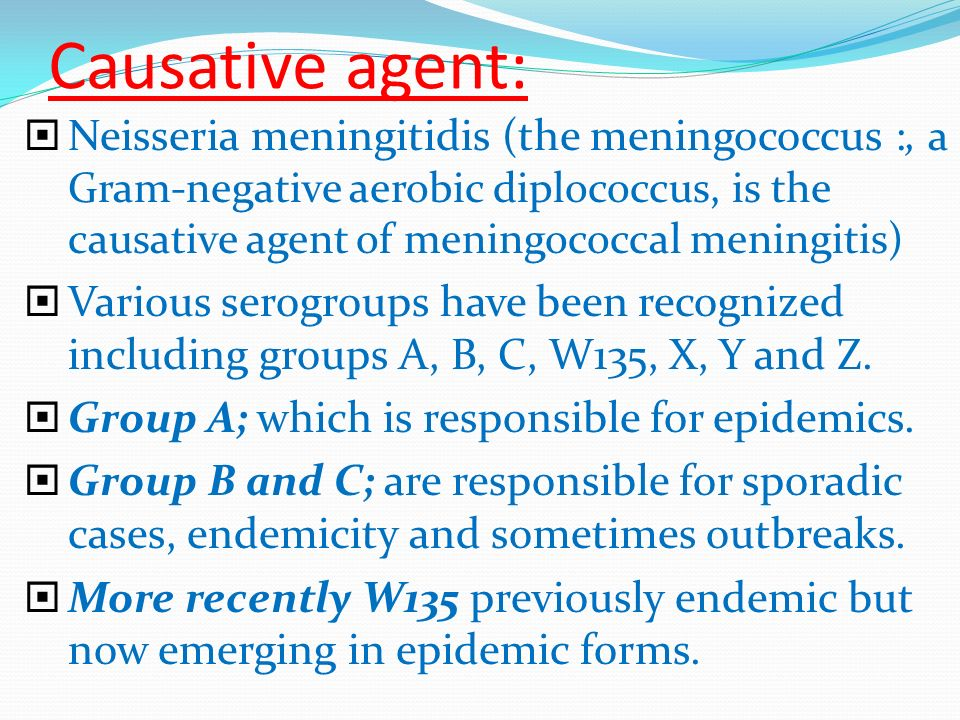 Causative agent:
Neisseria meningitidis (the meningococcus :, a
Gram-negative aerobic diplococcus, is the
causative agent of meningococcal meningitis)
Various serogroups have been recognized
including groups A, B, C, W135, X, Y and Z.
Group A; which is responsible for epidemics.
Group B and C; are responsible for sporadic
cases, endemicity and sometimes outbreaks.
More recently W135 previously endemic but
now emerging in epidemic forms.